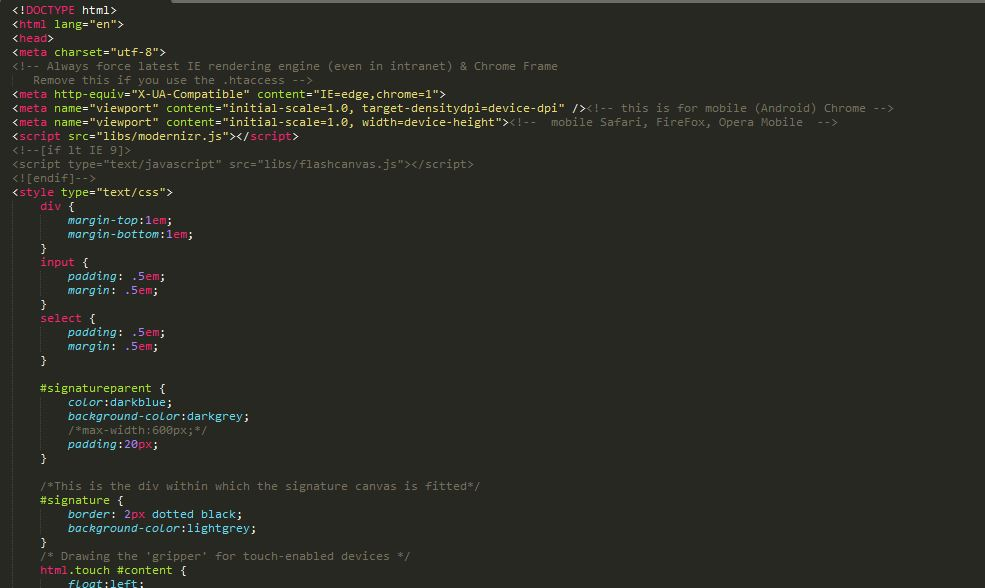 <!DOCTYPE html>
<html lang="en">
<head>
<meta charset="utf-8">
<!-- Always force latest IE rendering engine (even in intranet) & Chrome Frame
   Remove this if you use the .htaccess -->
<meta http-equiv="X-UA-Compatible" content="IE=edge,chrome=1">
<meta name="viewport" content="initial-scale=1.0, target-densitydpi=device-dpi" /><!-- this is for mobile (Android) Chrome -->
<meta name="viewport" content="initial-scale=1.0, width=device-height"><!--  mobile Safari, FireFox, Opera Mobile  -->
<script src="libs/modernizr.js"></script>
<!--[if lt IE 9]>
<script type="text/javascript" src="libs/flashcanvas.js"></script>
<![endif]-->
<style type="text/css">
    div {
        margin-top:1em;
        margin-bottom:1em;
    }
    input {
        padding: .5em;
        margin: .5em;
    }
    select {
        padding: .5em;
        margin: .5em;
    }
    #signatureparent {
        color:darkblue;
        background-color:darkgrey;
        /*max-width:600px;*/
        padding:20px;
    }
    /*This is the div within which the signature canvas is fitted*/
    #signature {
        border: 2px dotted black;
        background-color:lightgrey;
    }
    /* Drawing the 'gripper' for touch-enabled devices */
    html.touch #content {
        float:left;